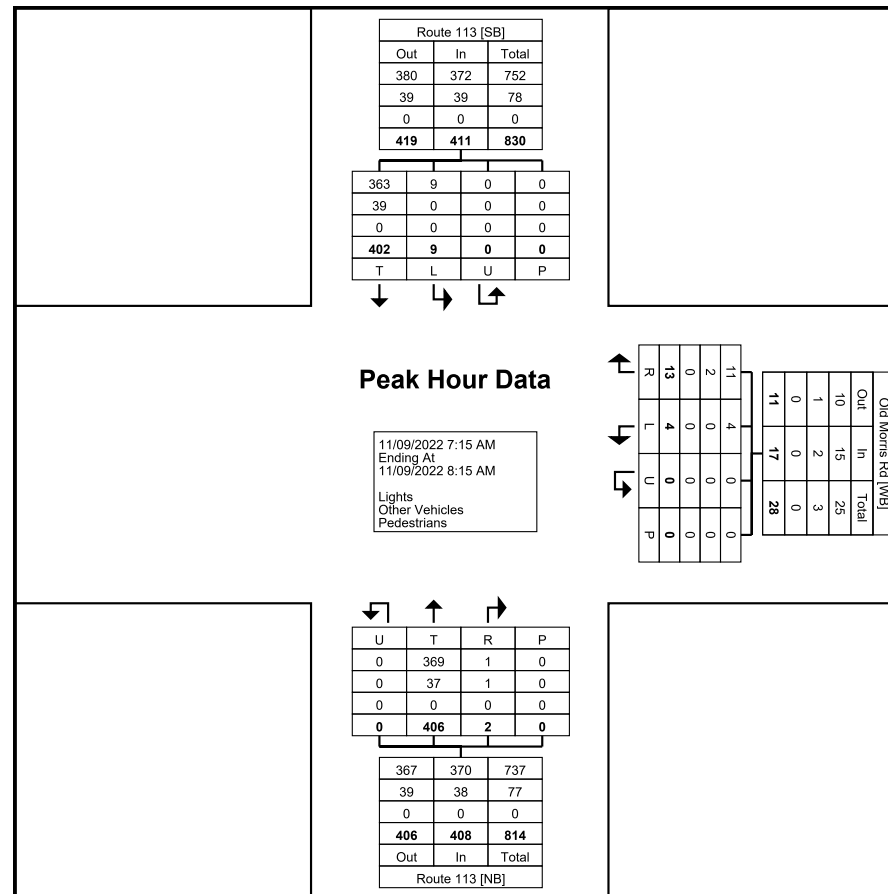 Route 113 [SB]
Out In Total
380 372 752
39 39 78
0 0 0
419 411 830
363 9 0 0
39 0 0 0
0 0 0 0
402 9 0 0
T L U P
Peak Hour Data
11/09/2022 7:15 AM
Ending At
11/09/2022 8:15 AM
Lights
Other Vehicles
Pedestrians
Old Morris Rd [WB]
Out In Total
10 15 25
1 2 3
0 0 0
11 17 28
11 4 0 0
2 0 0 0
0 0 0 0
13 4 0 0
R L U P
U T R P
0 369 1 0
0 37 1 0
0 0 0 0
0 406 2 0
367 370 737
39 38 77
0 0 0
406 408 814
Out In Total
Route 113 [NB]